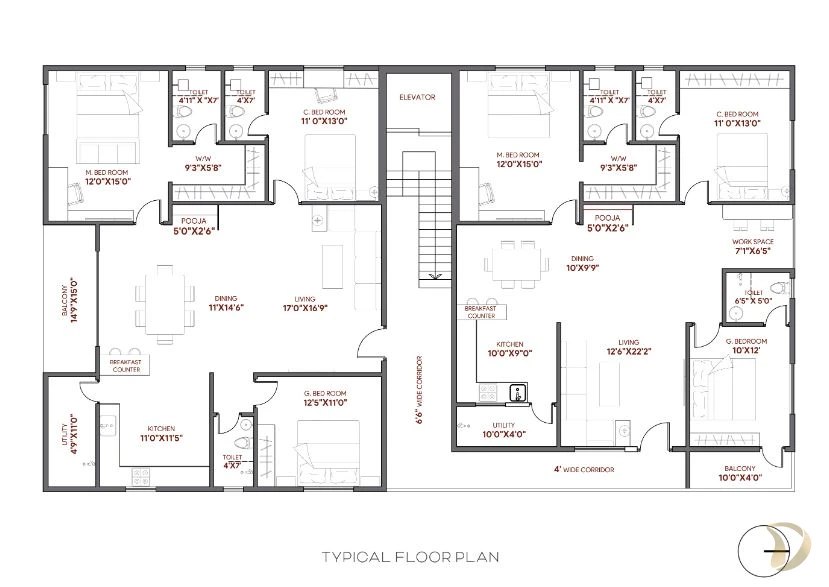 TOILET
4'11" X "X7'
TOILET
4'X7'
C. BED ROOM
11' 0"X13'0"
M. BED ROOM
12'0"X15'0"
W/W
9'3"X5'8"
POOJA
5'0"X2'6"
BALCONY
14'9"X15'0"
DINING
11'X14'6"
LIVING
17'0"X16'9"
BREAKFAST
COUNTER
UTILITY
4'9"X11'0"
KITCHEN
11'0"X11'5"
TOILET
4'X7'
G. BED ROOM
12'5"X11'0"
ELEVATOR
6'6" WIDE CORRIDOR
TOILET
4'11" X "X7'
TOILET
4'X7'
C. BED ROOM
11' 0"X13'0"
M. BED ROOM
12'0"X15'0"
W/W
9'3"X5'8"
POOJA
5'0"X2'6"
WORK SPACE
7'1"X6'5"
DINING
10'X9'9"
TOILET
6'5" X 5'0"
BREAKFAST
COUNTER
KITCHEN
10'0"X9'0"
LIVING
12'6"X22'2"
G. BEDROOM
10'X12'
UTILITY
10'0"X4'0"
4' WIDE CORRIDOR
BALCONY
10'0"X4'0"
TYPICAL FLOOR PLAN